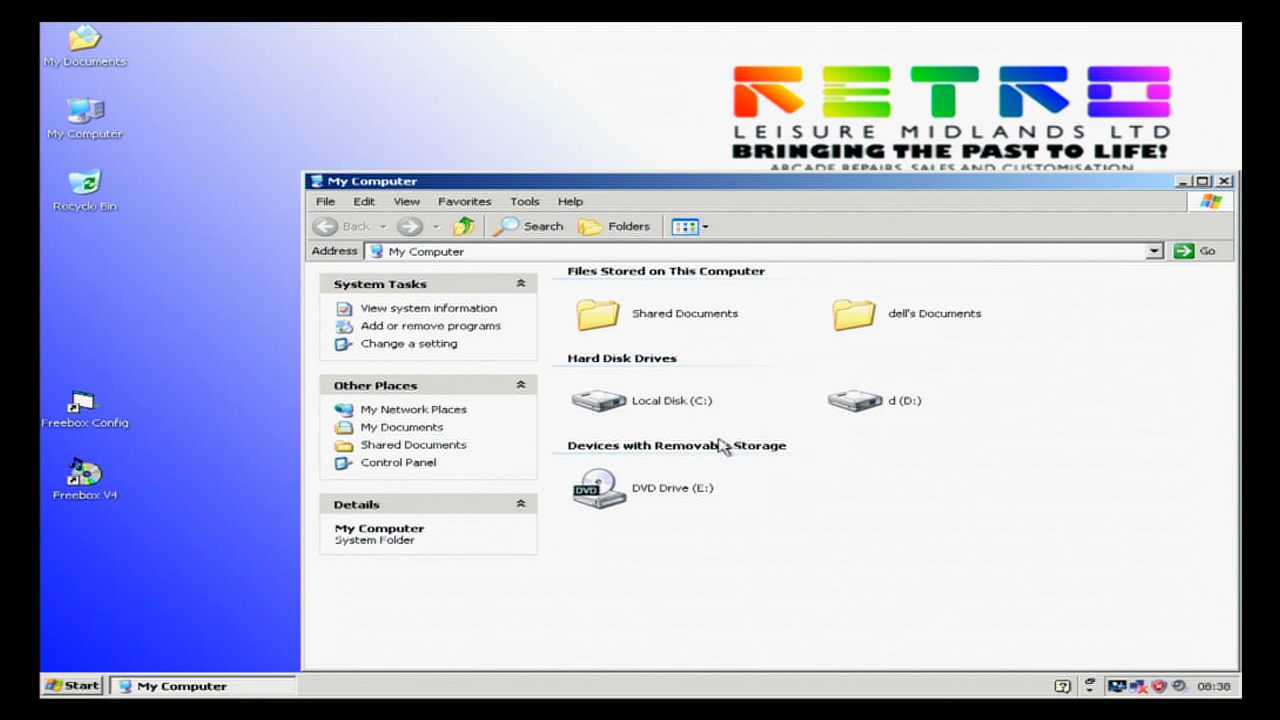 My Documents
My Computer
Recycle Bin
Freebox Config
Freebox V4
RETRO
LEISURE MIDLANDS LTD
BRINGING THE PAST TO LIFE!
ARCADE REPAIRS, SALES AND CUSTOMISATION
My Computer
File Edit View Favorites Tools Help
Back Search Folders
Address My Computer Go
System Tasks
View system information
Add or remove programs
Change a setting
Other Places
My Network Places
My Documents
Shared Documents
Control Panel
Details
My Computer
System Folder
Files Stored on This Computer
Shared Documents dell's Documents
Hard Disk Drives
Local Disk (C:) d (D:)
Devices with Removable Storage
DVD
DVD Drive (E:)
Start My Computer 06:36